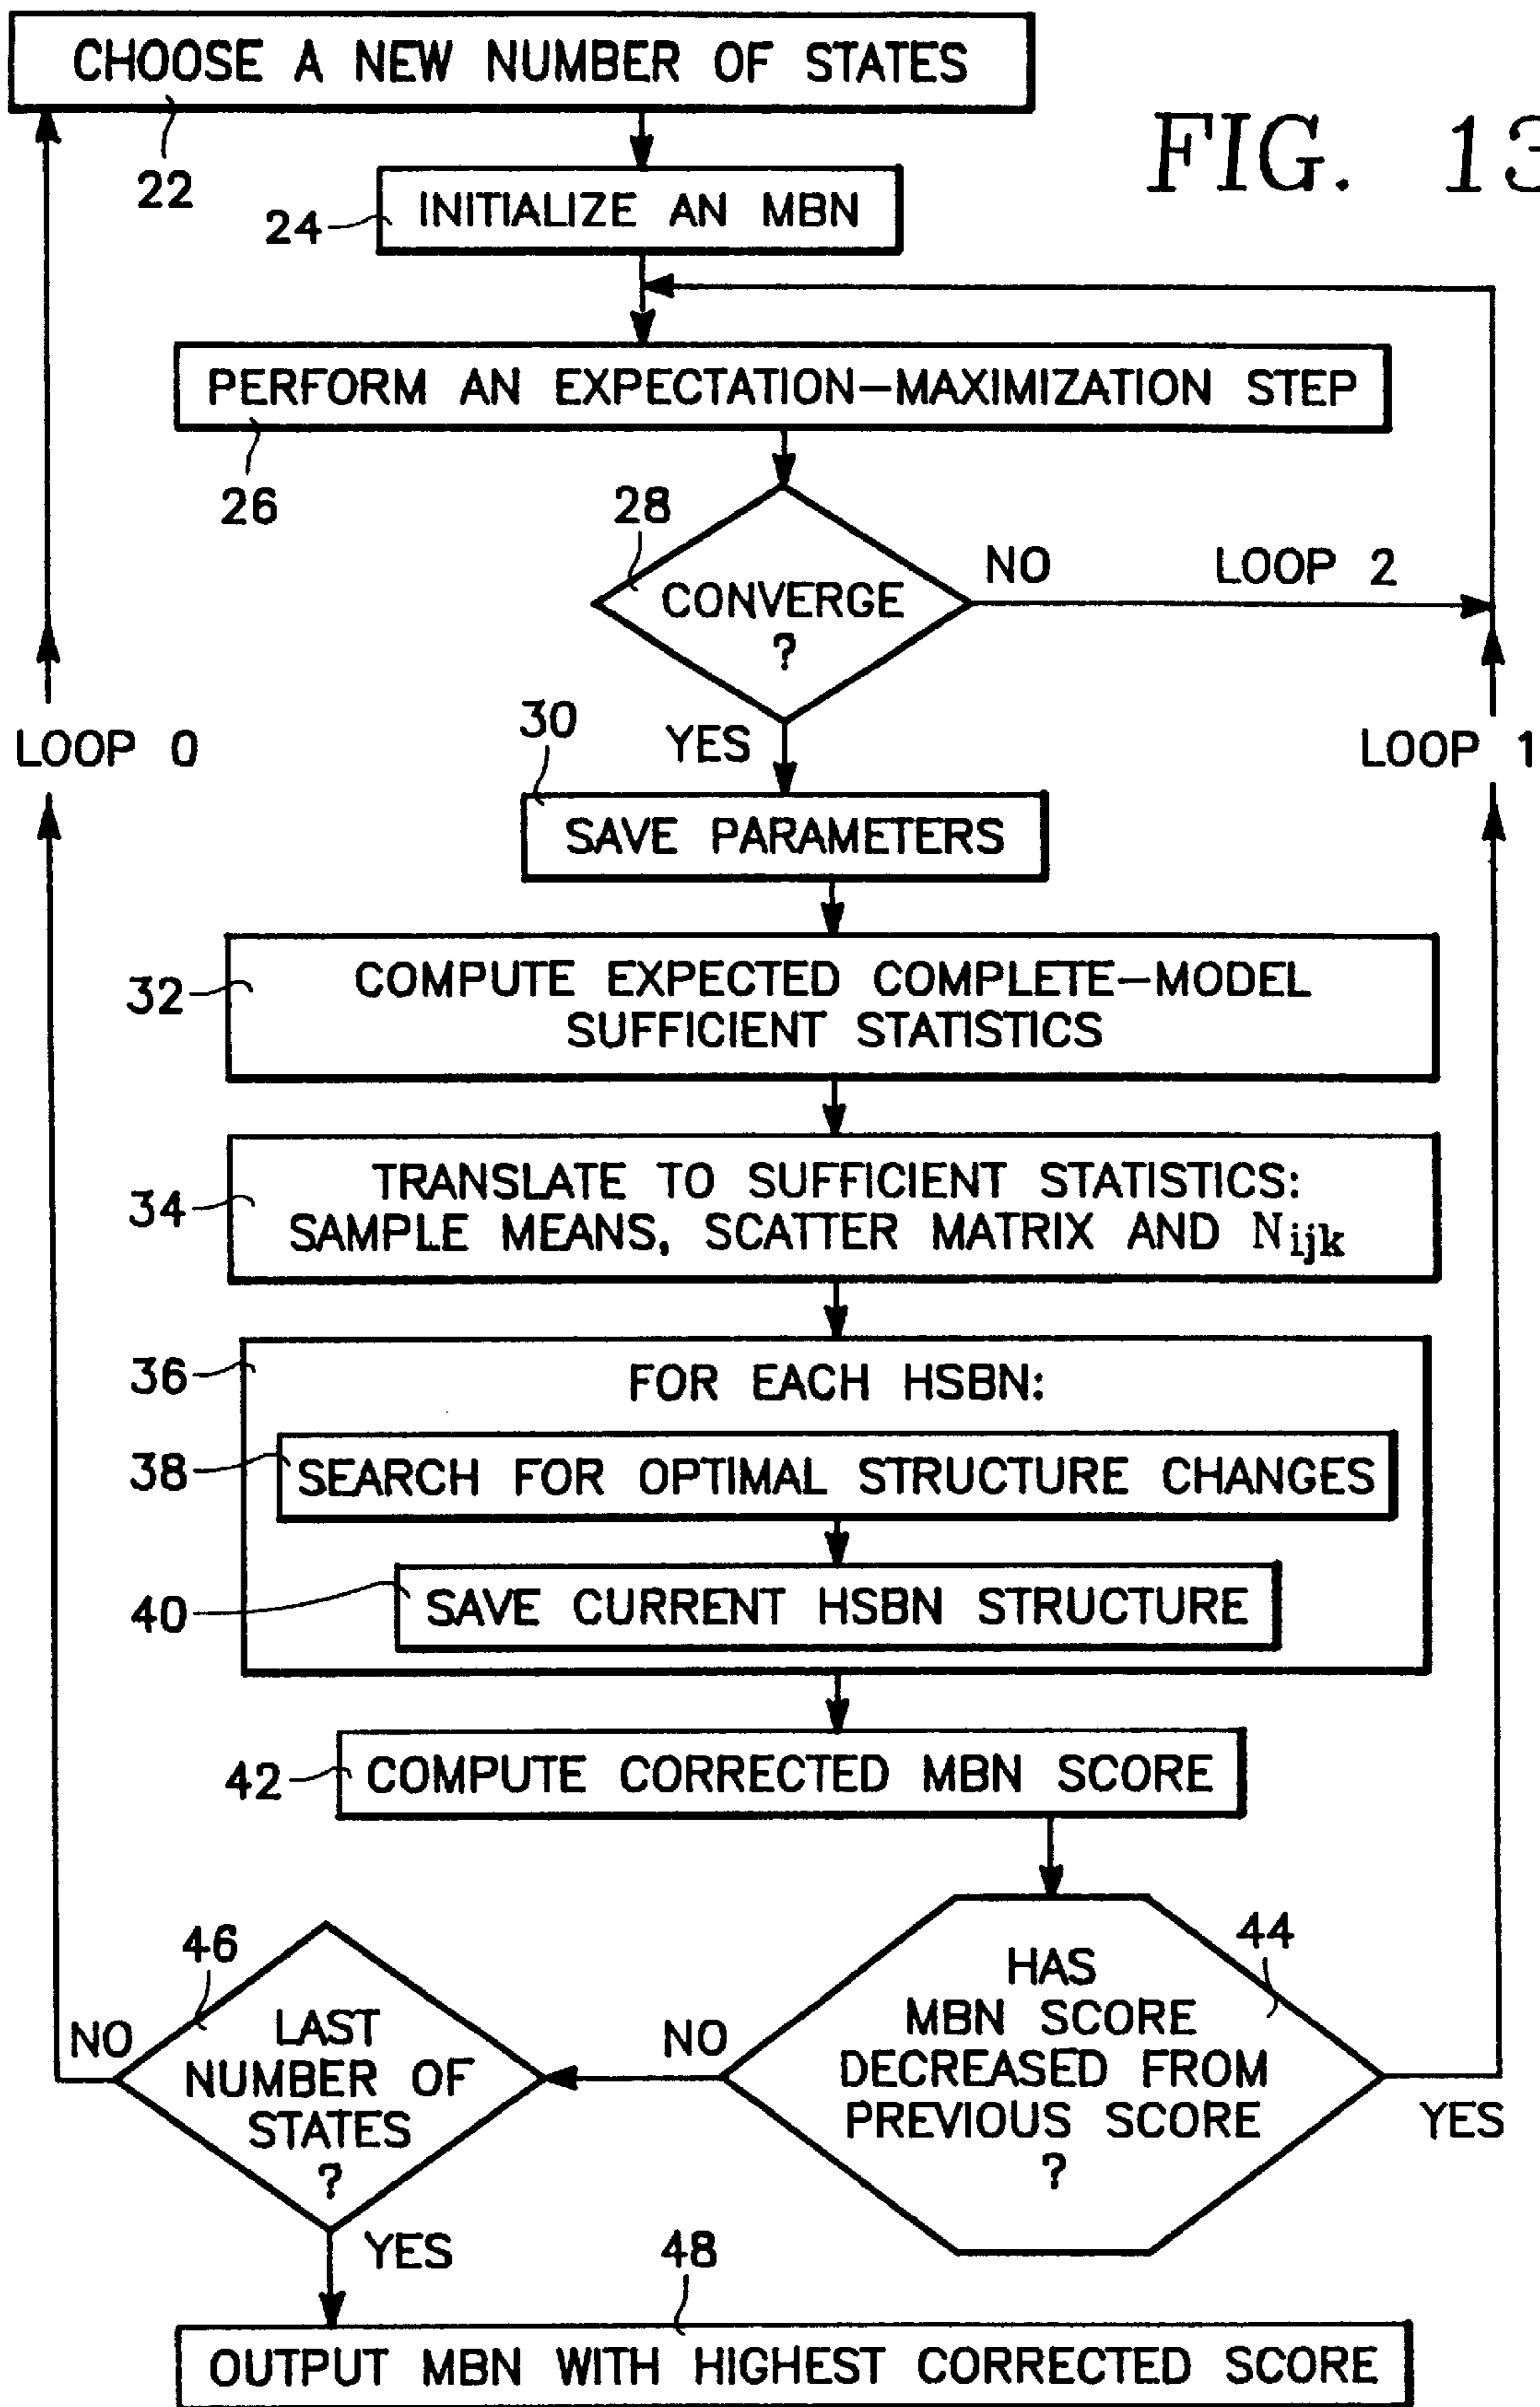 CHOOSE A NEW NUMBER OF STATES
22
FIG. 13
INITIALIZE AN MBN
24
PERFORM AN EXPECTATION-MAXIMIZATION STEP
26
28
CONVERGE
?
NO
LOOP 2
YES
LOOP 0
LOOP 1
30
SAVE PARAMETERS
32
COMPUTE EXPECTED COMPLETE-MODEL
SUFFICIENT STATISTICS
34
TRANSLATE TO SUFFICIENT STATISTICS:
SAMPLE MEANS, SCATTER MATRIX AND Nijk
36
FOR EACH HSBN:
38
SEARCH FOR OPTIMAL STRUCTURE CHANGES
40
SAVE CURRENT HSBN STRUCTURE
42
COMPUTE CORRECTED MBN SCORE
44
HAS
MBN SCORE
DECREASED FROM
PREVIOUS SCORE
?
YES
NO
46
LAST
NUMBER OF
STATES
?
NO
YES
48
OUTPUT MBN WITH HIGHEST CORRECTED SCORE